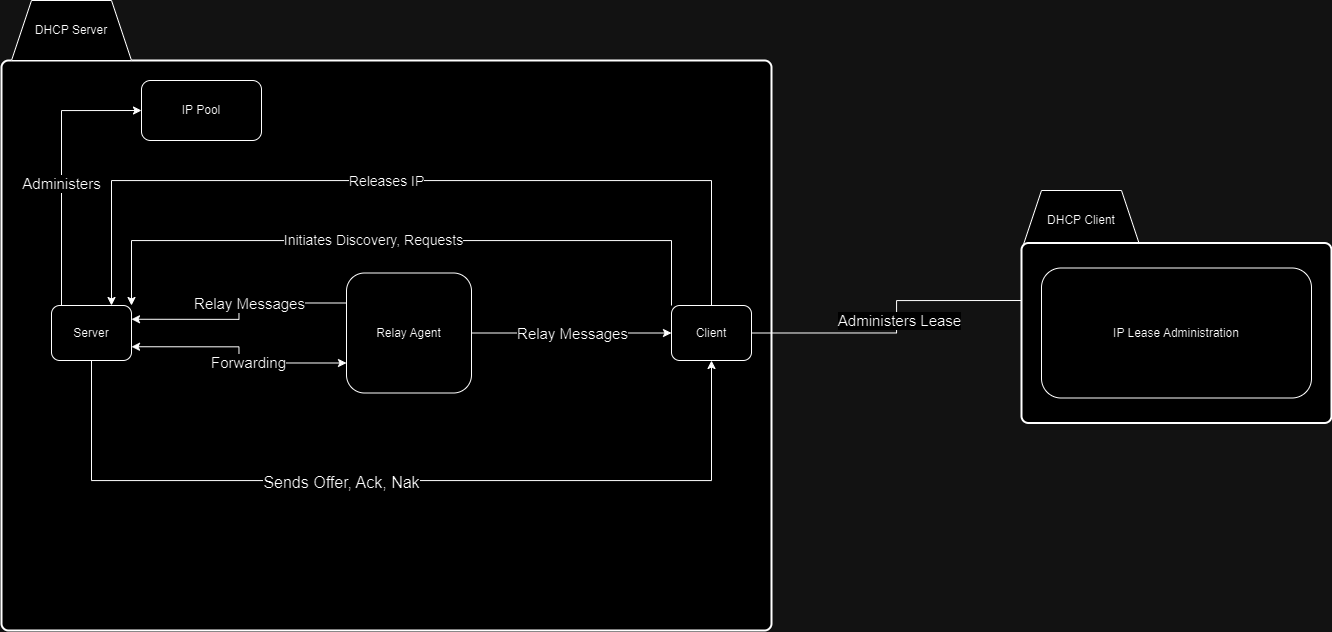 DHCP Server
IP Pool
Administers
Releases IP
DHCP Client
Initiates Discovery, Requests
Relay Messages
Server
Relay Agent
Relay Messages
Client
Administers Lease
IP Lease Administration
Forwarding
Sends Offer, Ack, Nak